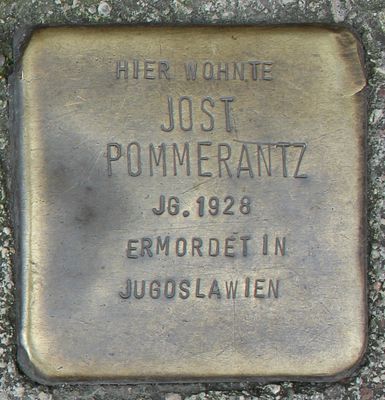 HIER WOHNTE
JOST
POMMERANTZ
JG. 1928
ERMORDET IN
JUGOSLAWIEN